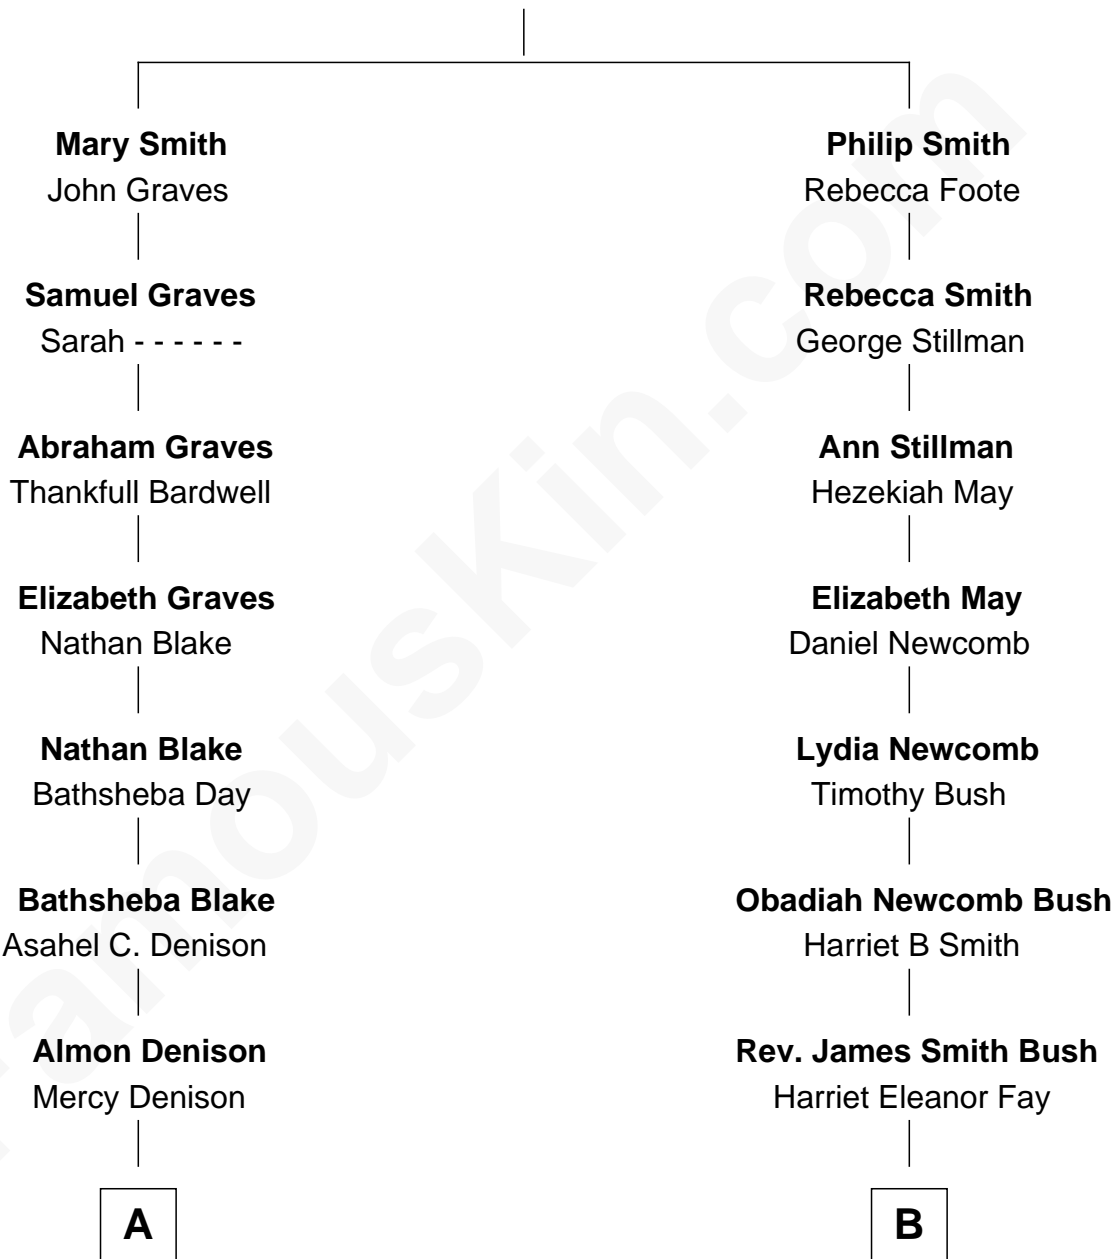 Mary Smith
John Graves
Samuel Graves
Sarah - - - - - -
Abraham Graves
Thankfull Bardwell
Elizabeth Graves
Nathan Blake
Nathan Blake
Bathsheba Day
Bathsheba Blake
Asahel C. Denison
Almon Denison
Mercy Denison
A
Philip Smith
Rebecca Foote
Rebecca Smith
George Stillman
Ann Stillman
Hezekiah May
Elizabeth May
Daniel Newcomb
Lydia Newcomb
Timothy Bush
Obadiah Newcomb Bush
Harriet B Smith
Rev. James Smith Bush
Harriet Eleanor Fay
B
FamousKin.com